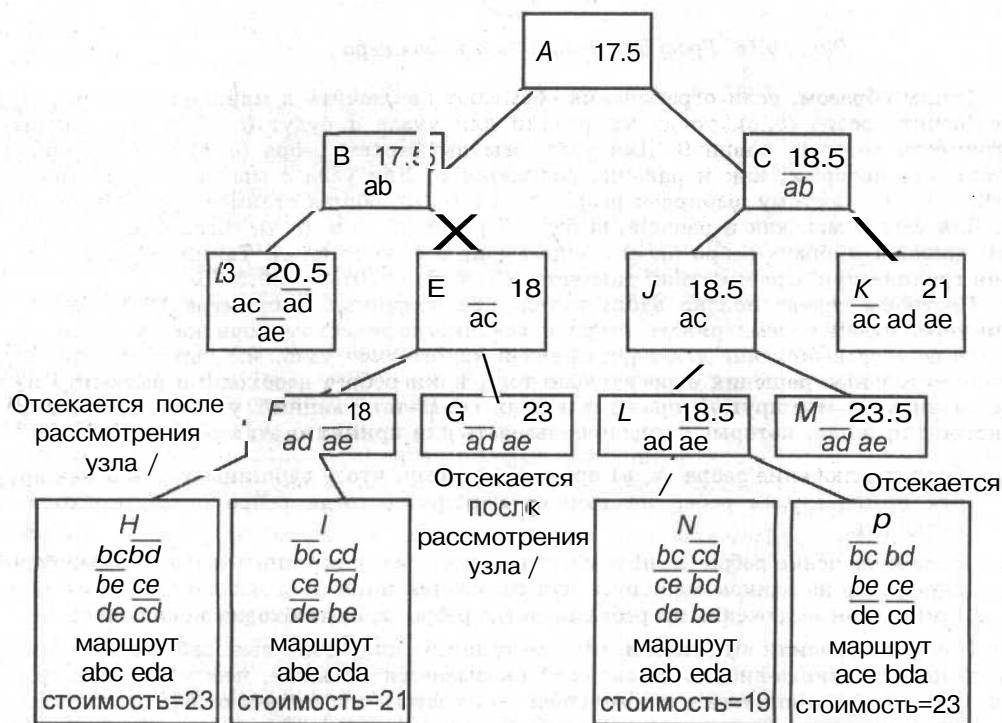 A 17.5
B 17.5
ab
C 18.5
ab
20.5
ac ad
ae
E 18
ac
J 18.5
ac
K 21
ac ad ae
Отсекается после
рассмотрения
узла /
F 18
ad ae
G 23
ad ae
L 18.5
ad ae
M 23.5
ad ae
Отсекается
после
рассмотрения
узла I
Отсекается
H
bc bd
be ce
de cd
маршрут
abc eda
стоимость=23
I
bc cd
ce bd
de be
маршрут
abe cda
стоимость=21
N
bc cd
ce bd
de be
маршрут
acb eda
стоимость=19
p
bc bd
be ce
de cd
маршрут
ace bda
стоимость=23